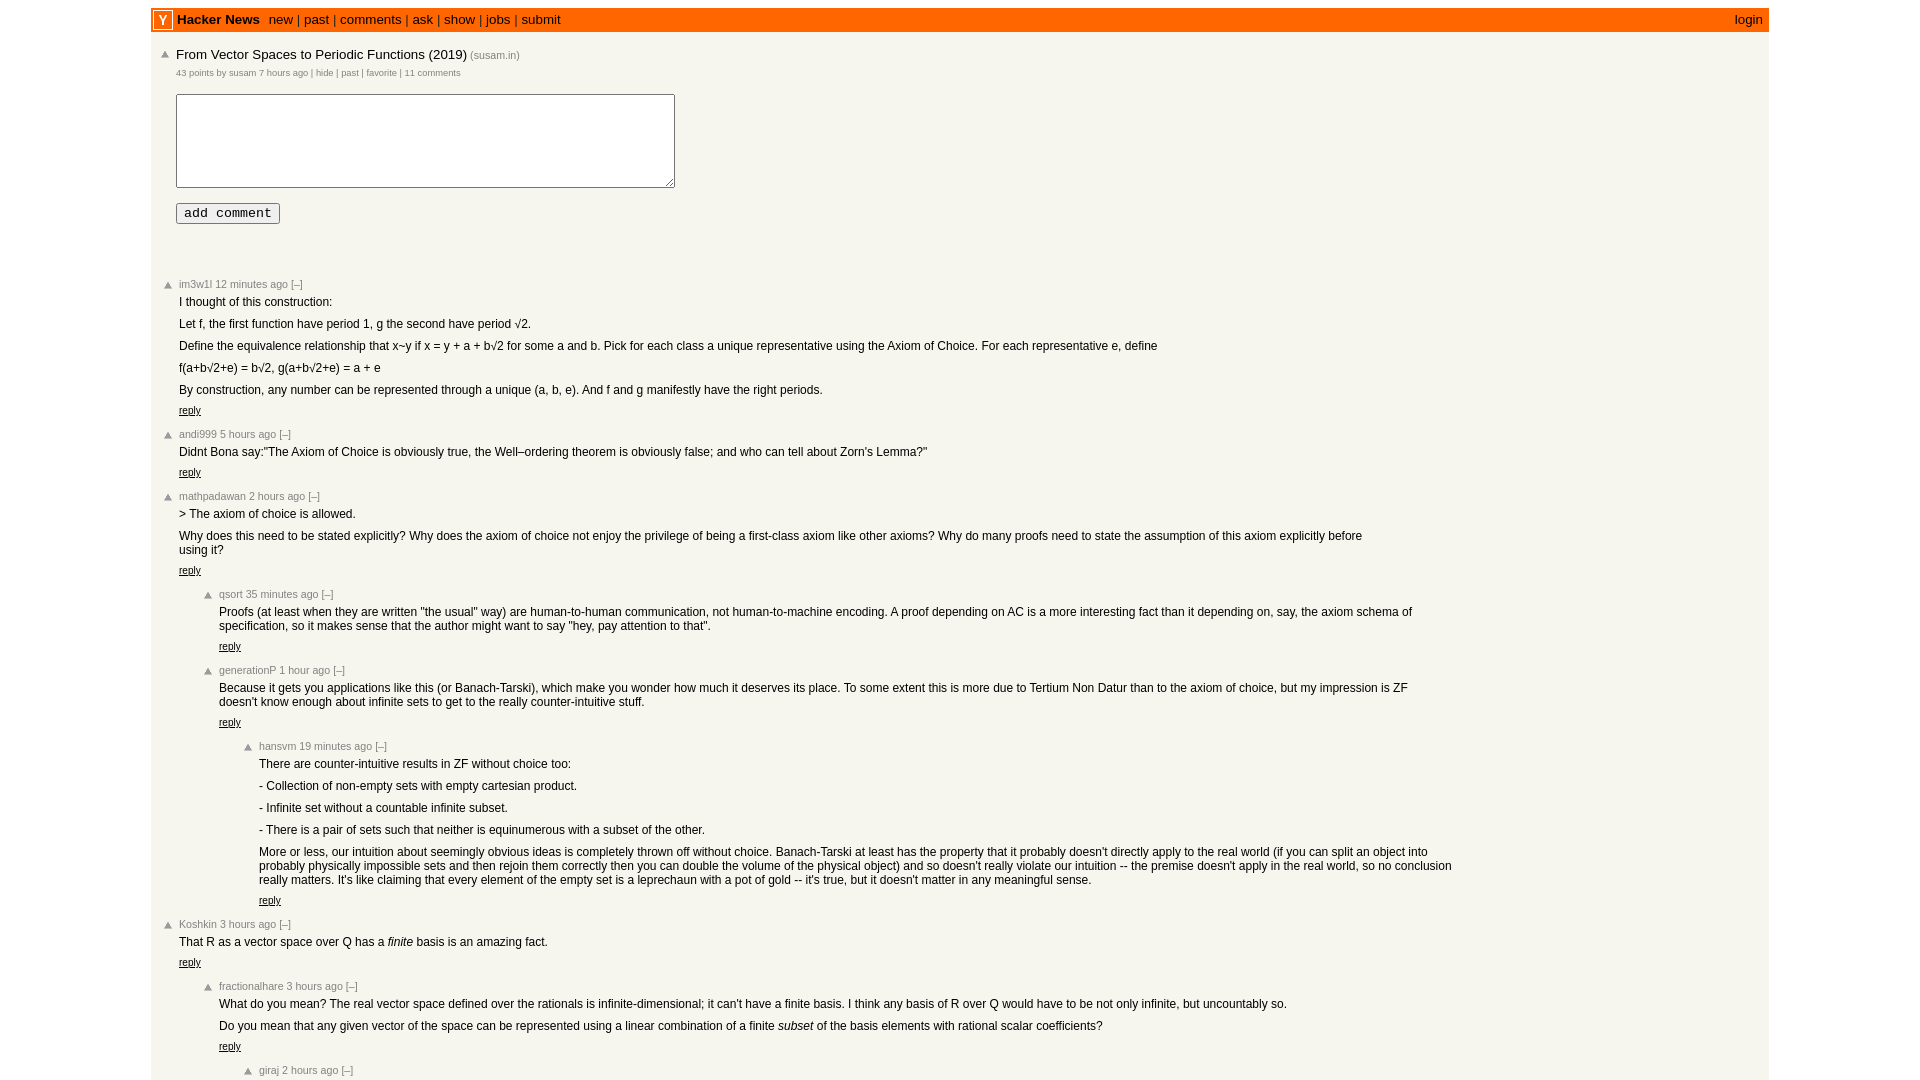 Y Hacker News new | past | comments | ask | show | jobs | submit login
From Vector Spaces to Periodic Functions (2019) (susam.in)
43 points by susam 7 hours ago | hide | past | favorite | 11 comments
add comment
im3w1l 12 minutes ago [–]
I thought of this construction:
Let f, the first function have period 1, g the second have period √2.
Define the equivalence relationship that x~y if x = y + a + b√2 for some a and b. Pick for each class a unique representative using the Axiom of Choice. For each representative e, define
f(a+b√2+e) = b√2, g(a+b√2+e) = a + e
By construction, any number can be represented through a unique (a, b, e). And f and g manifestly have the right periods.
reply
andi999 5 hours ago [–]
Didnt Bona say:"The Axiom of Choice is obviously true, the Well–ordering theorem is obviously false; and who can tell about Zorn's Lemma?"
reply
mathpadawan 2 hours ago [–]
> The axiom of choice is allowed.
Why does this need to be stated explicitly? Why does the axiom of choice not enjoy the privilege of being a first-class axiom like other axioms? Why do many proofs need to state the assumption of this axiom explicitly before
using it?
reply
qsort 35 minutes ago [–]
Proofs (at least when they are written "the usual" way) are human-to-human communication, not human-to-machine encoding. A proof depending on AC is a more interesting fact than it depending on, say, the axiom schema of
specification, so it makes sense that the author might want to say "hey, pay attention to that".
reply
generationP 1 hour ago [–]
Because it gets you applications like this (or Banach-Tarski), which make you wonder how much it deserves its place. To some extent this is more due to Tertium Non Datur than to the axiom of choice, but my impression is ZF
doesn't know enough about infinite sets to get to the really counter-intuitive stuff.
reply
hansvm 19 minutes ago [–]
There are counter-intuitive results in ZF without choice too:
- Collection of non-empty sets with empty cartesian product.
- Infinite set without a countable infinite subset.
- There is a pair of sets such that neither is equinumerous with a subset of the other.
More or less, our intuition about seemingly obvious ideas is completely thrown off without choice. Banach-Tarski at least has the property that it probably doesn't directly apply to the real world (if you can split an object into
probably physically impossible sets and then rejoin them correctly then you can double the volume of the physical object) and so doesn't really violate our intuition -- the premise doesn't apply in the real world, so no conclusion
really matters. It's like claiming that every element of the empty set is a leprechaun with a pot of gold -- it's true, but it doesn't matter in any meaningful sense.
reply
Koshkin 3 hours ago [–]
That R as a vector space over Q has a finite basis is an amazing fact.
reply
fractionalhare 3 hours ago [–]
What do you mean? The real vector space defined over the rationals is infinite-dimensional; it can't have a finite basis. I think any basis of R over Q would have to be not only infinite, but uncountably so.
Do you mean that any given vector of the space can be represented using a linear combination of a finite subset of the basis elements with rational scalar coefficients?
reply
giraj 2 hours ago [–]